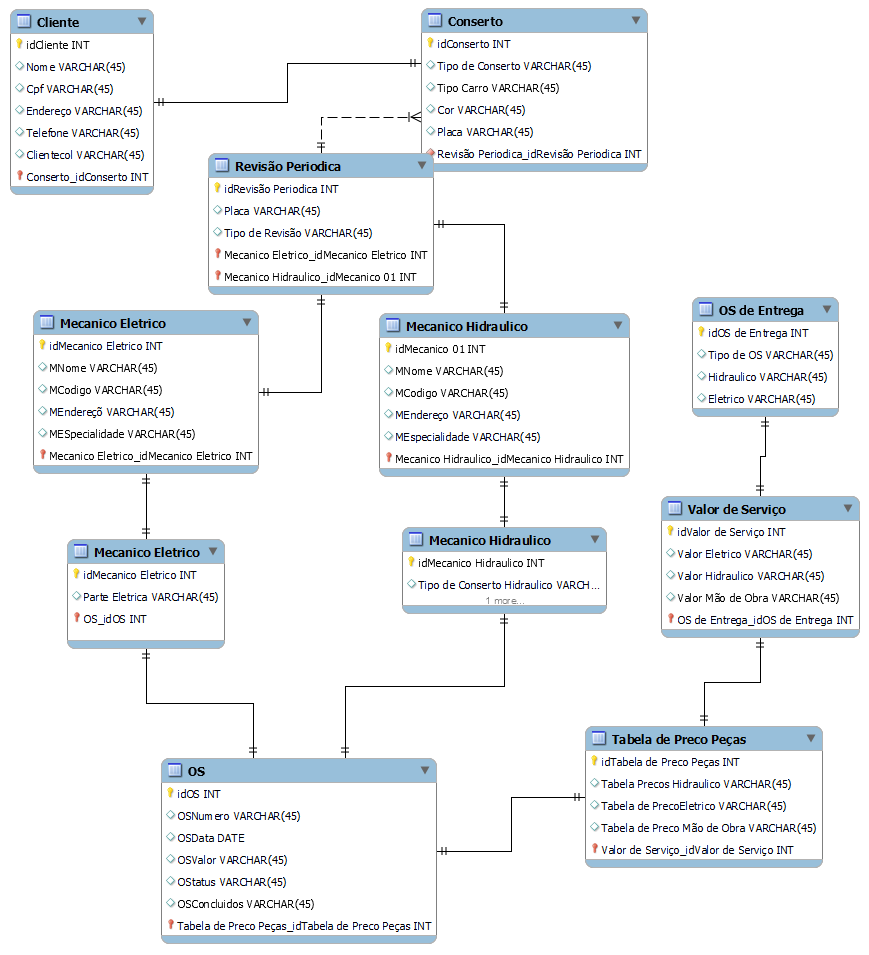 Cliente
idCliente INT
Nome VARCHAR(45)
Cpf VARCHAR(45)
Endereço VARCHAR(45)
Telefone VARCHAR(45)
Clientecol VARCHAR(45)
Conserto_idConserto INT
Conserto
idConserto INT
Tipo de Conserto VARCHAR(45)
Tipo Carro VARCHAR(45)
Cor VARCHAR(45)
Placa VARCHAR(45)
Revisão Periodica_idRevisão Periodica INT
Revisão Periodica
idRevisão Periodica INT
Placa VARCHAR(45)
Tipo de Revisão VARCHAR(45)
Mecanico Eletrico_idMecanico Eletrico INT
Mecanico Hidraulico_idMecanico 01 INT
Mecanico Eletrico
idMecanico Eletrico INT
MNome VARCHAR(45)
MCodigo VARCHAR(45)
MEndereçõ VARCHAR(45)
MESpecialidade VARCHAR(45)
Mecanico Eletrico_idMecanico Eletrico INT
Mecanico Hidraulico
idMecanico 01 INT
MNome VARCHAR(45)
MCodigo VARCHAR(45)
MEndereço VARCHAR(45)
MEspecialidade VARCHAR(45)
Mecanico Hidraulico_idMecanico Hidraulico INT
OS de Entrega
idOS de Entrega INT
Tipo de OS VARCHAR(45)
Hidraulico VARCHAR(45)
Eletrico VARCHAR(45)
Mecanico Eletrico
idMecanico Eletrico INT
Parte Eletrica VARCHAR(45)
OS_idOS INT
Mecanico Hidraulico
idMecanico Hidraulico INT
Tipo de Conserto Hidraulico VARCH...
1 more...
Valor de Serviço
idValor de Serviço INT
Valor Eletrico VARCHAR(45)
Valor Hidraulico VARCHAR(45)
Valor Mão de Obra VARCHAR(45)
OS de Entrega_idOS de Entrega INT
OS
idOS INT
OSNumero VARCHAR(45)
OSData DATE
OSValor VARCHAR(45)
OStatus VARCHAR(45)
OSConcluidos VARCHAR(45)
Tabela de Preco Peças_idTabela de Preco Peças INT
Tabela de Preco Peças
idTabela de Preco Peças INT
Tabela Precos Hidraulico VARCHAR(45)
Tabela de PrecoEletrico VARCHAR(45)
Tabela de Preco Mão de Obra VARCHAR(45)
Valor de Serviço_idValor de Serviço INT